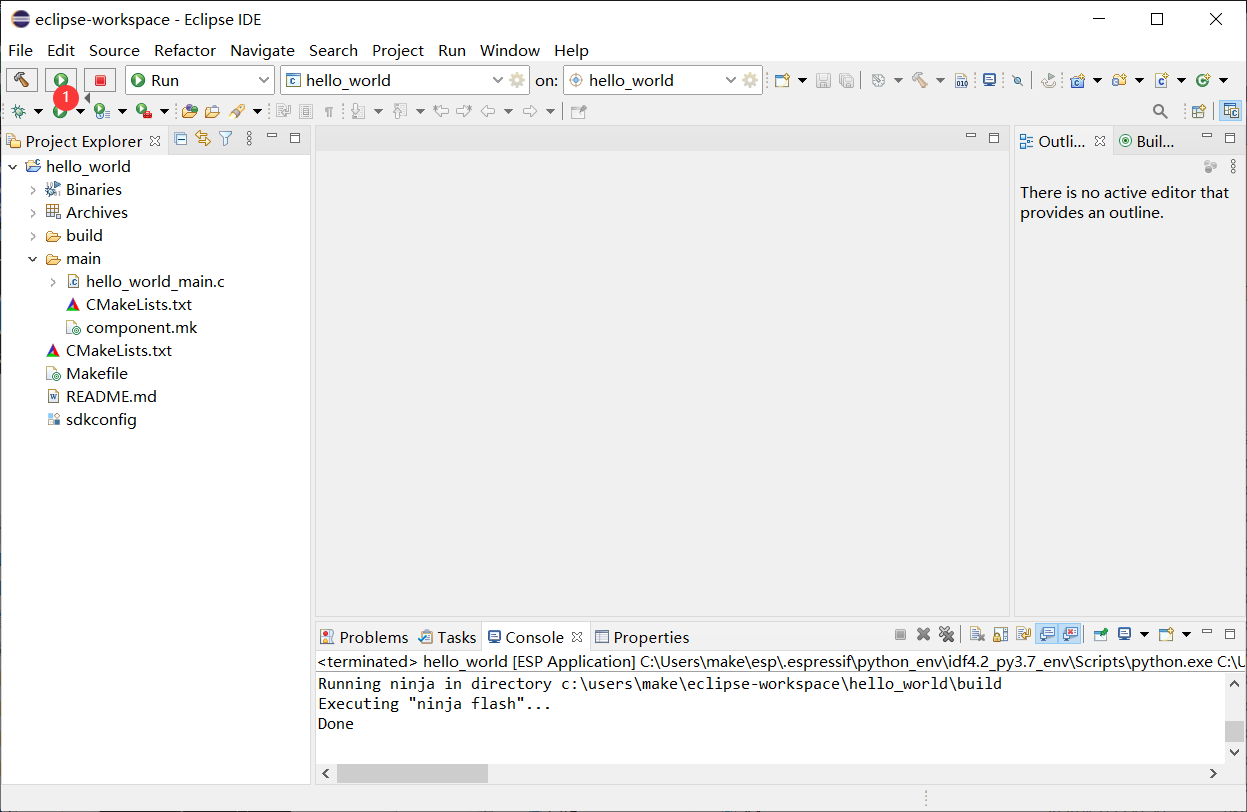 eclipse-workspace - Eclipse IDE
File Edit Source Refactor Navigate Search Project Run Window Help
Run hello_world on: hello_world
1
Project Explorer
hello_world
Binaries
Archives
build
main
hello_world_main.c
CMakeLists.txt
component.mk
CMakeLists.txt
Makefile
README.md
sdkconfig
Outli... Buil...
There is no active editor that
provides an outline.
Problems Tasks Console Properties
<terminated> hello_world [ESP Application] C:\Users\make\esp\.espressif\python_env\idf4.2_py3.7_env\Scripts\python.exe C:\U
Running ninja in directory c:\users\make\eclipse-workspace\hello_world\build
Executing "ninja flash"...
Done